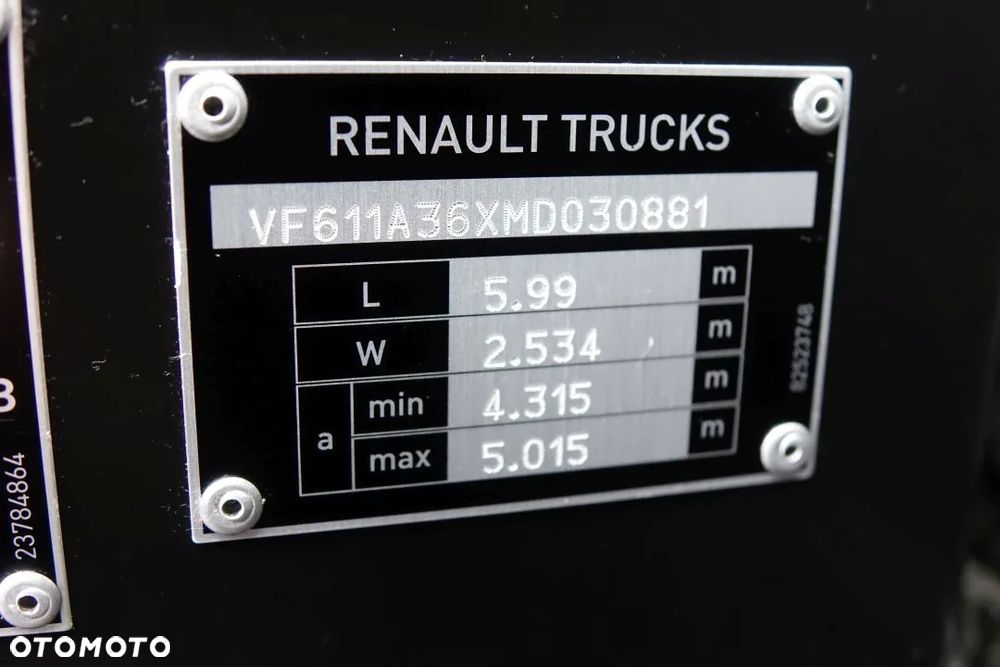 RENAULT TRUCKS
VF611A36XMD030881
L 5.99 m
W 2.534 m
a min 4.315 m
max 5.015 m
82523748
B
23784864
OTOMOTO